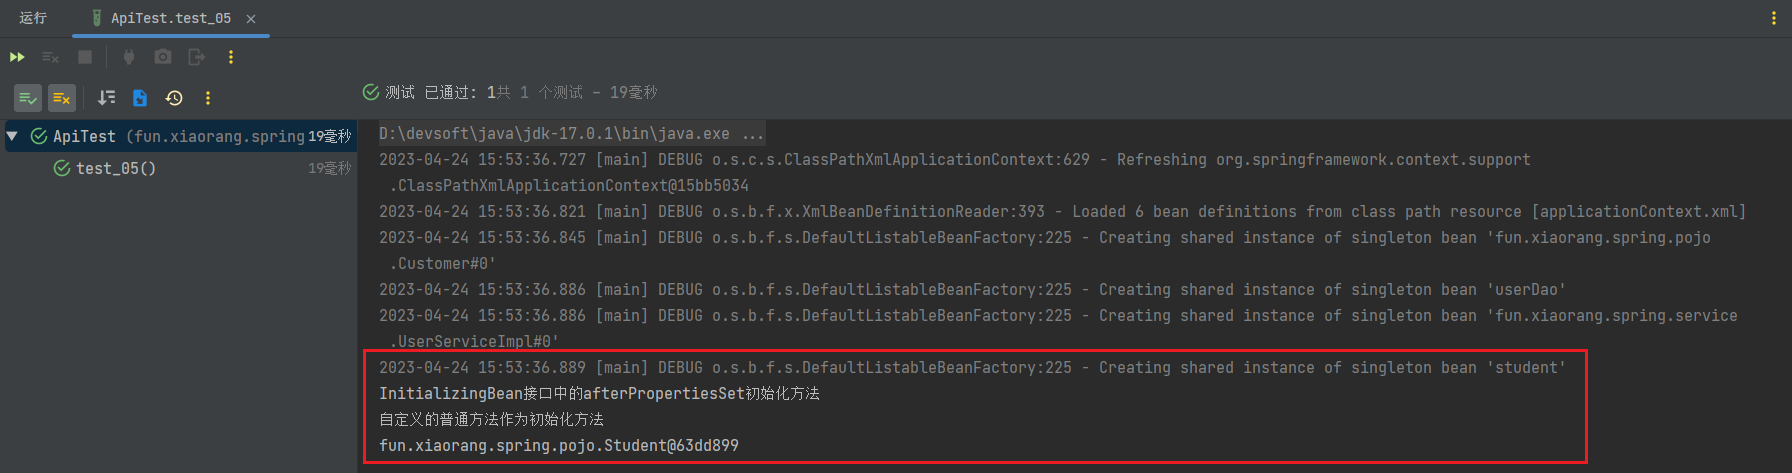 运行 ApiTest.test_05
测试 已通过: 1共 1 个测试 – 19毫秒
ApiTest (fun.xiaorang.spring 19毫秒
test_05() 19毫秒
D:\devsoft\java\jdk-17.0.1\bin\java.exe ...
2023-04-24 15:53:36.727 [main] DEBUG o.s.c.s.ClassPathXmlApplicationContext:629 - Refreshing org.springframework.context.support
.ClassPathXmlApplicationContext@15bb5034
2023-04-24 15:53:36.821 [main] DEBUG o.s.b.f.x.XmlBeanDefinitionReader:393 - Loaded 6 bean definitions from class path resource [applicationContext.xml]
2023-04-24 15:53:36.845 [main] DEBUG o.s.b.f.s.DefaultListableBeanFactory:225 - Creating shared instance of singleton bean 'fun.xiaorang.spring.pojo
.Customer#0'
2023-04-24 15:53:36.886 [main] DEBUG o.s.b.f.s.DefaultListableBeanFactory:225 - Creating shared instance of singleton bean 'userDao'
2023-04-24 15:53:36.886 [main] DEBUG o.s.b.f.s.DefaultListableBeanFactory:225 - Creating shared instance of singleton bean 'fun.xiaorang.spring.service
.UserServiceImpl#0'
2023-04-24 15:53:36.889 [main] DEBUG o.s.b.f.s.DefaultListableBeanFactory:225 - Creating shared instance of singleton bean 'student'
InitializingBean接口中的afterPropertiesSet初始化方法
自定义的普通方法作为初始化方法
fun.xiaorang.spring.pojo.Student@63dd899